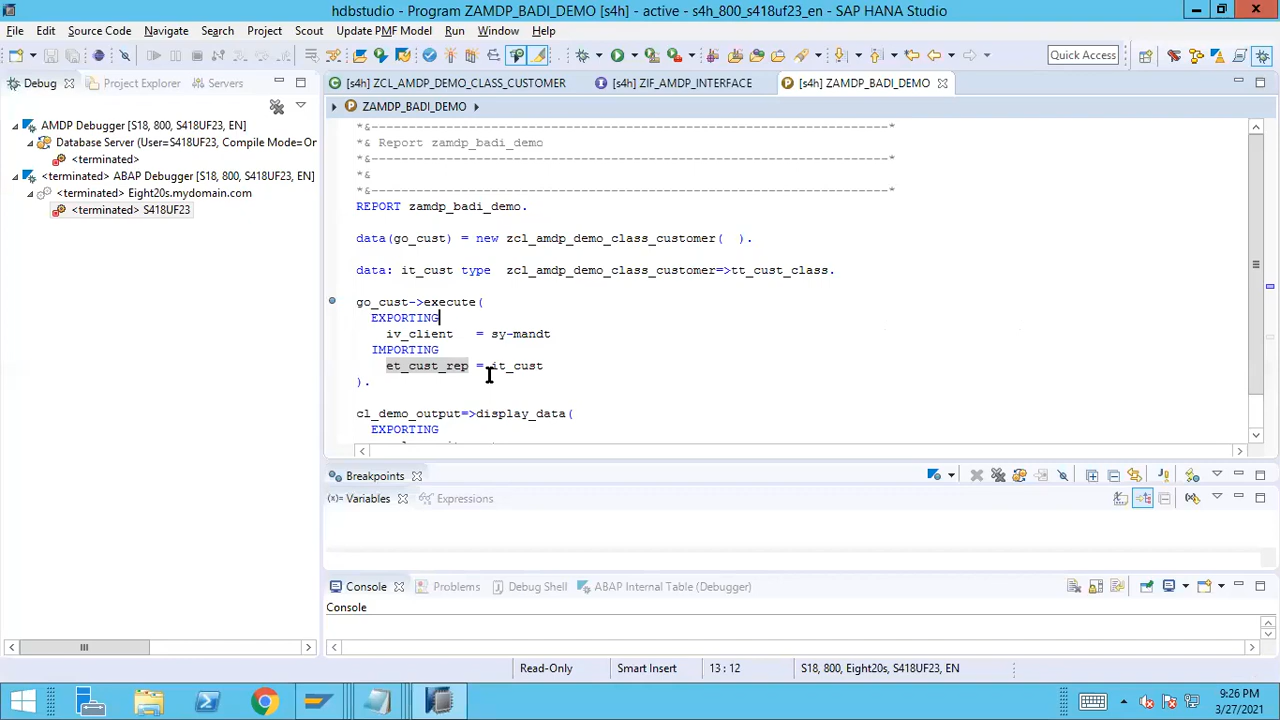 hdbstudio - Program ZAMDP_BADI_DEMO [s4h] - active - s4h_800_s418uf23_en - SAP HANA Studio
File Edit Source Code Navigate Search Project Scout Update PMF Model Run Window Help
Quick Access
Debug Project Explorer Servers
[s4h] ZCL_AMDP_DEMO_CLASS_CUSTOMER [s4h] ZIF_AMDP_INTERFACE [s4h] ZAMDP_BADI_DEMO
ZAMDP_BADI_DEMO
AMDP Debugger [S18, 800, S418UF23, EN]
Database Server (User=S418UF23, Compile Mode=On
<terminated>
<terminated> ABAP Debugger [S18, 800, S418UF23, EN]
<terminated> Eight20s.mydomain.com
<terminated> S418UF23
*&---------------------------------------------------------------------*
*& Report zamdp_badi_demo
*&---------------------------------------------------------------------*
*&
*&---------------------------------------------------------------------*
REPORT zamdp_badi_demo.
data(go_cust) = new zcl_amdp_demo_class_customer(  ).
data: it_cust type  zcl_amdp_demo_class_customer=>tt_cust_class.
go_cust->execute(
EXPORTING
iv_client   = sy-mandt
IMPORTING
et_cust_rep = it_cust
).
cl_demo_output=>display_data(
EXPORTING
Breakpoints
(x)= Variables Expressions
Console Problems Debug Shell ABAP Internal Table (Debugger)
Console
Read-Only Smart Insert 13 : 12 S18, 800, Eight20s, S418UF23, EN
9:26 PM
3/27/2021